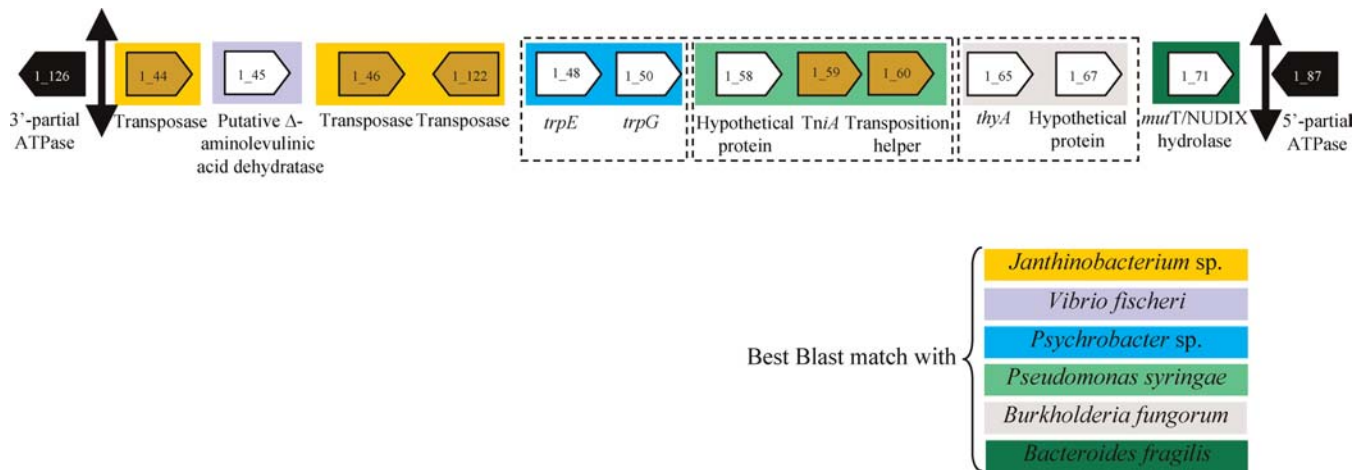 1_126
1_44
1_45
1_46
1_122
1_48
1_50
1_58
1_59
1_60
1_65
1_67
1_71
1_87
3’-partial
ATPase
Transposase
Putative Δ-
aminolevulinic
acid dehydratase
Transposase
Transposase
trpE
trpG
Hypothetical
protein
TniA
Transposition
helper
thyA
Hypothetical
protein
mutT/NUDIX
hydrolase
5’-partial
ATPase
Best Blast match with
Janthinobacterium sp.
Vibrio fischeri
Psychrobacter sp.
Pseudomonas syringae
Burkholderia fungorum
Bacteroides fragilis